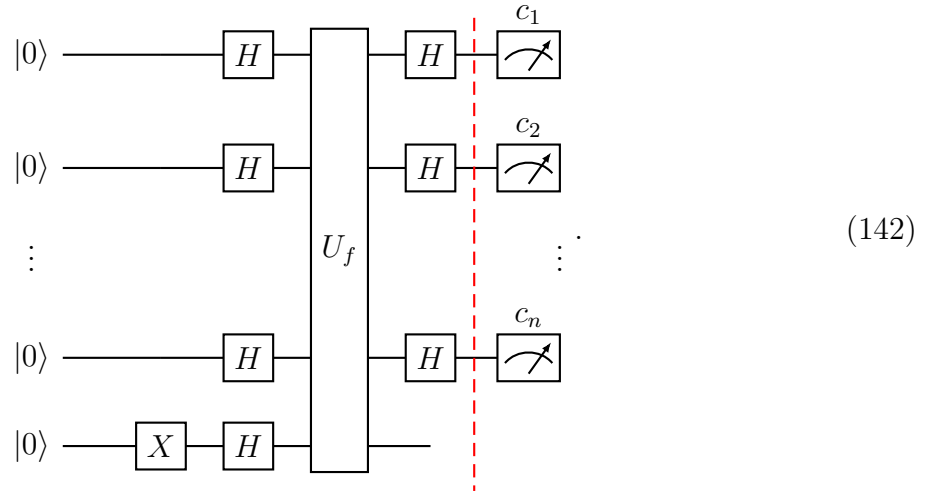 c₁
|0⟩ H H
c₂
|0⟩ H H
U_f
⋮ ⋮ . (142)
cₙ
|0⟩ H H
|0⟩ X H